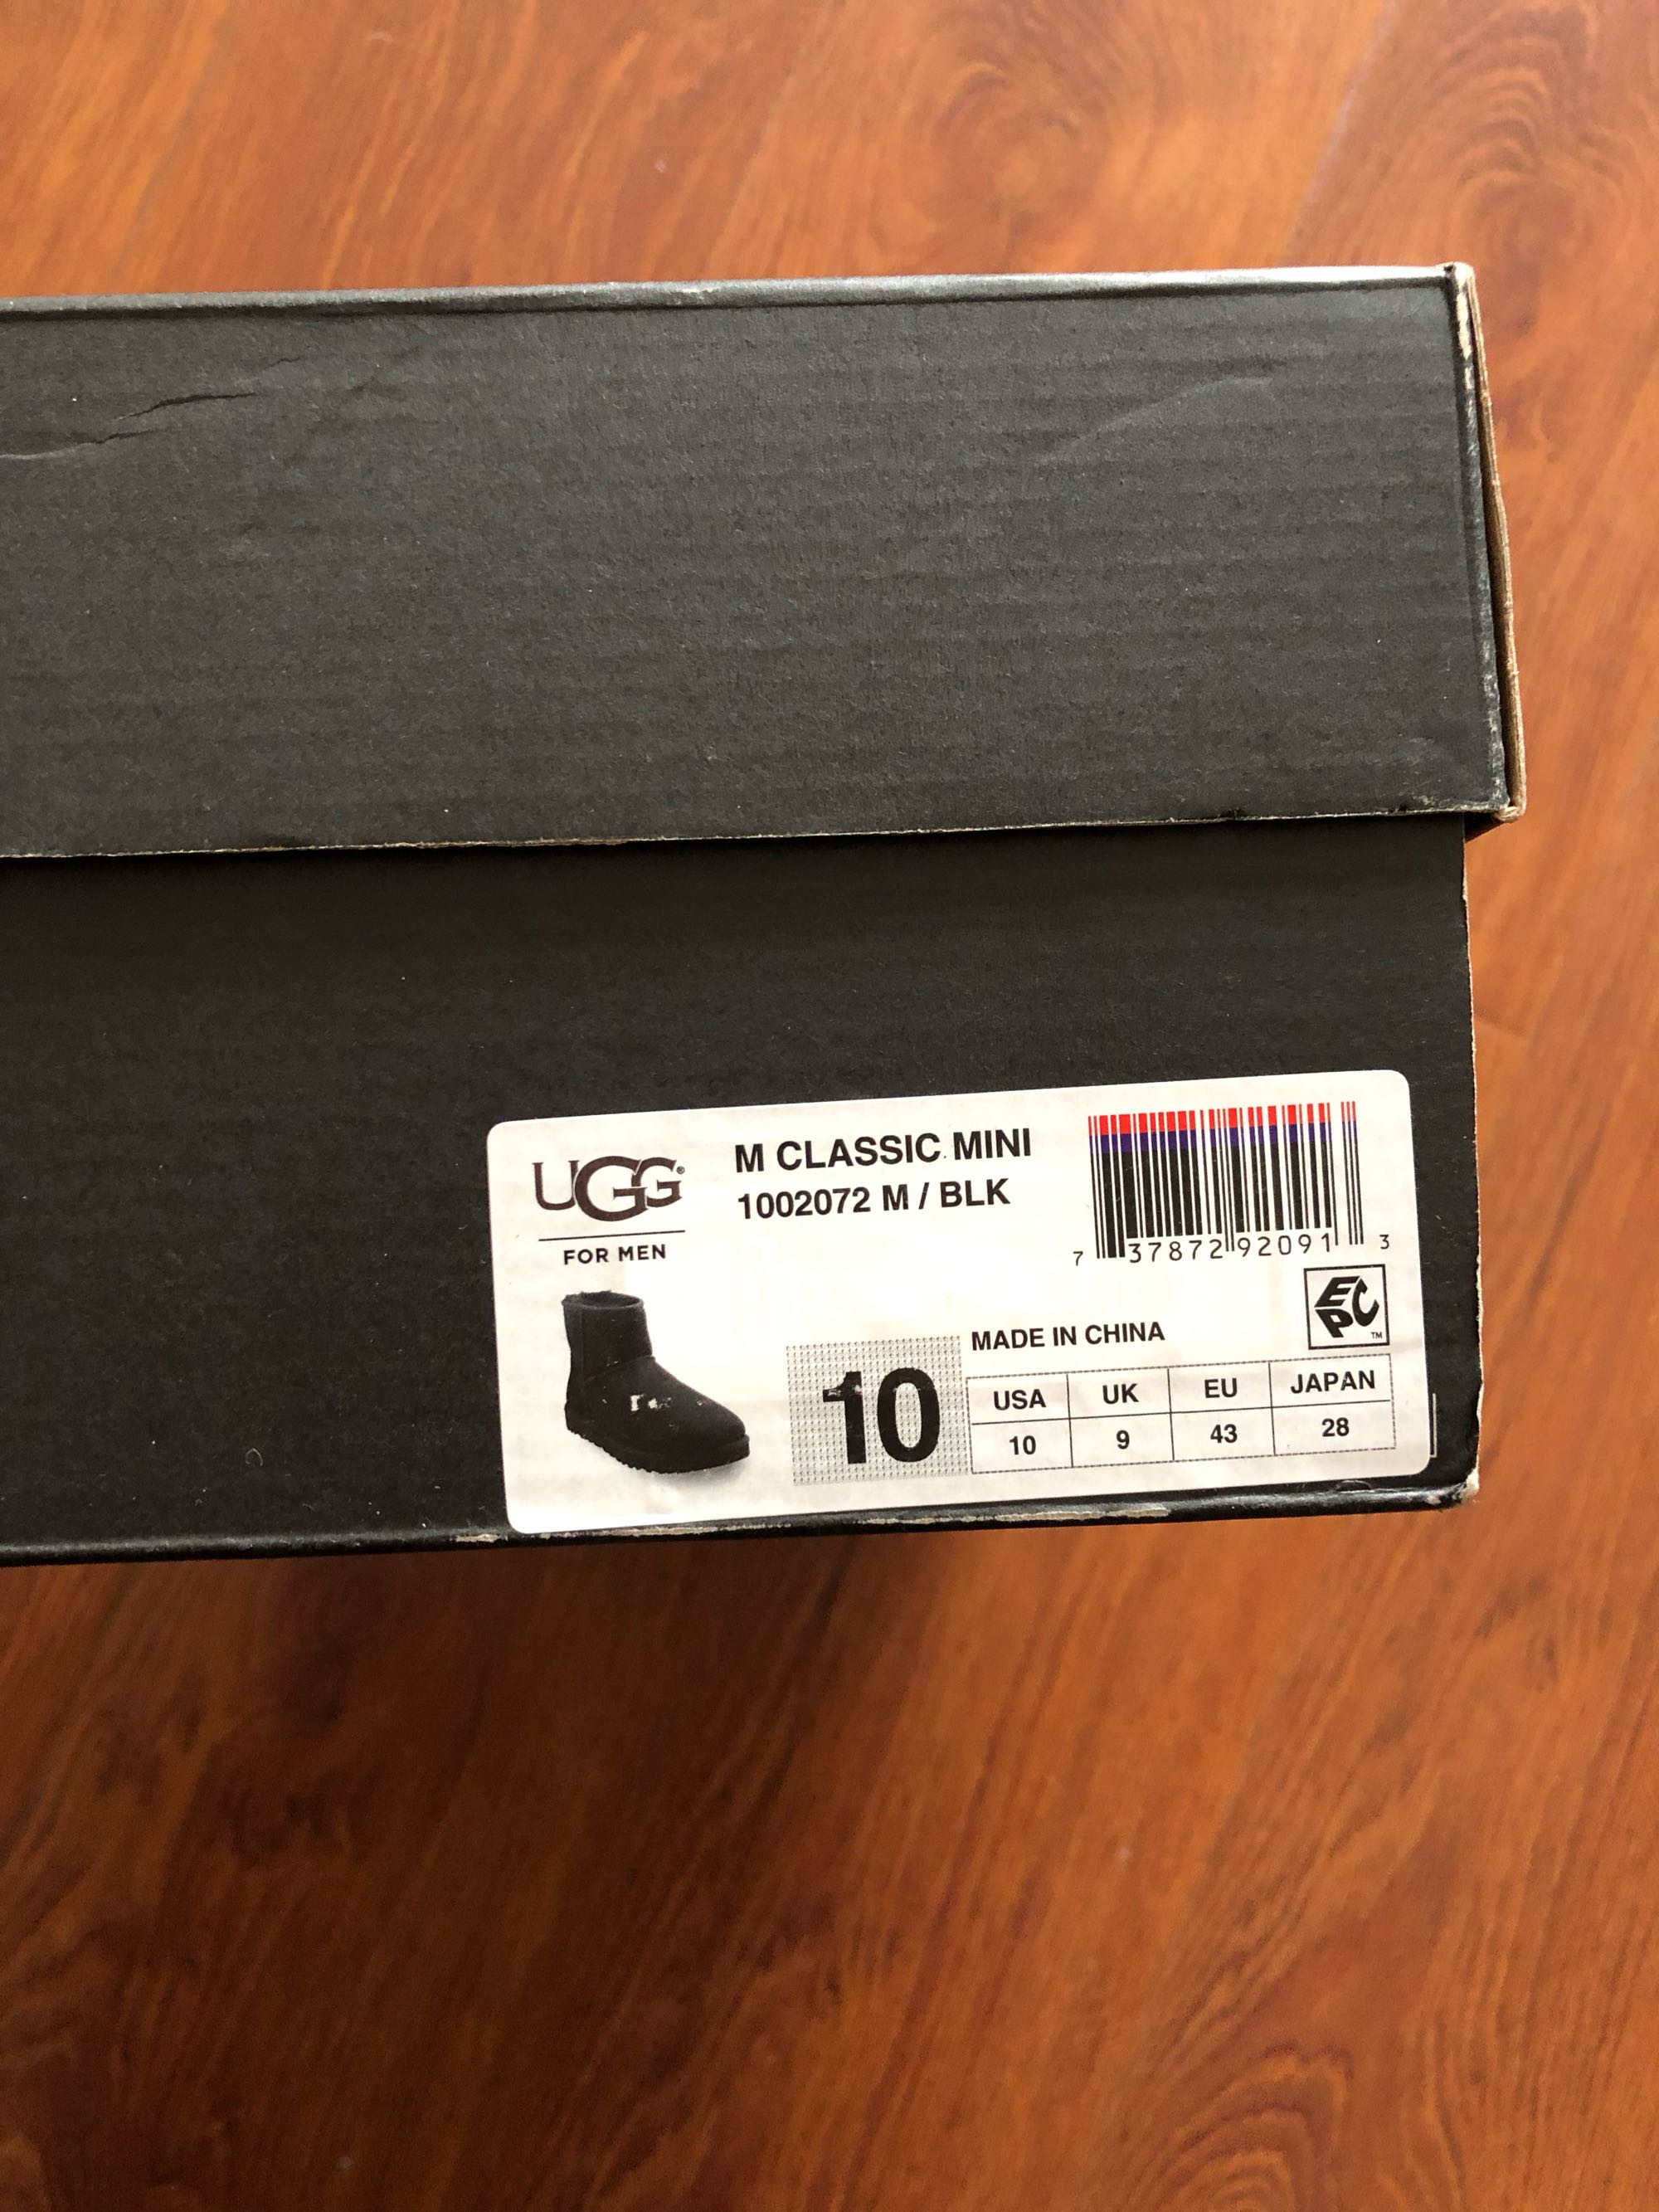 UGG®
FOR MEN
M CLASSIC MINI
1002072 M / BLK
7 37872 92091 3
EPC™
10
MADE IN CHINA
USA UK EU JAPAN
10 9 43 28